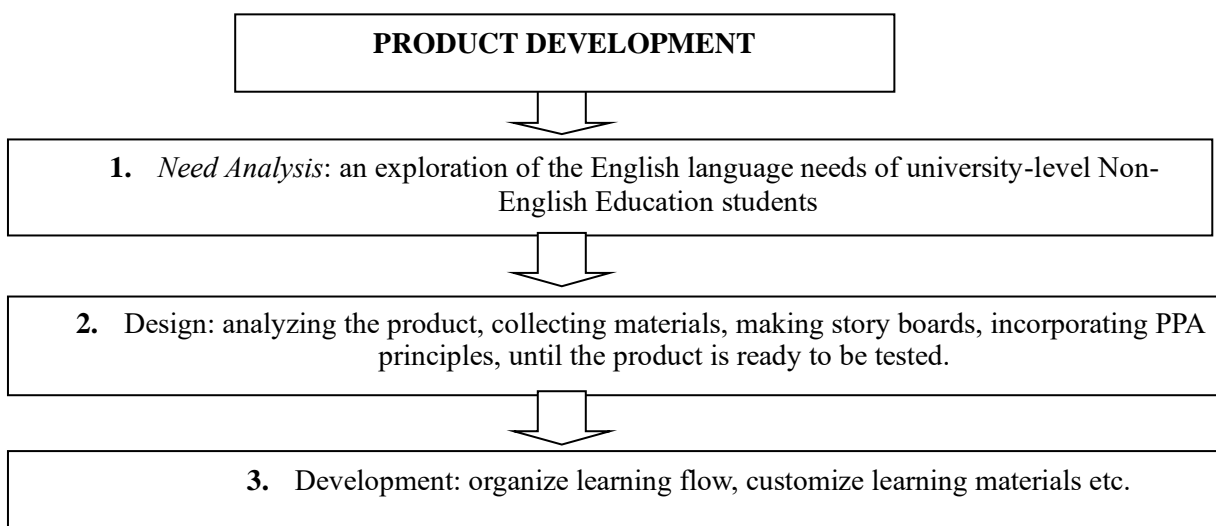 PRODUCT DEVELOPMENT
1. Need Analysis: an exploration of the English language needs of university-level Non-
English Education students
2. Design: analyzing the product, collecting materials, making story boards, incorporating PPA
principles, until the product is ready to be tested.
3. Development: organize learning flow, customize learning materials etc.